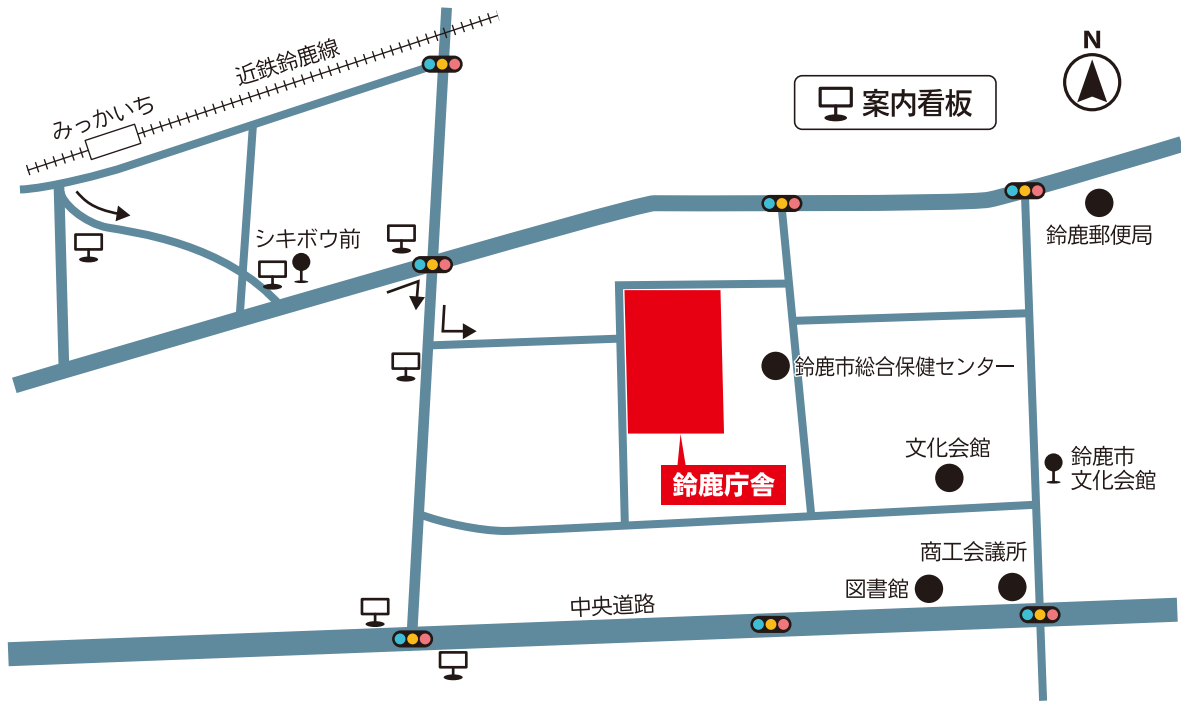 N
近鉄鈴鹿線
案内看板
みっかいち
鈴鹿郵便局
シキボウ前
鈴鹿市総合保健センター
文化会館
鈴鹿市
文化会館
鈴鹿庁舎
商工会議所
図書館
中央道路